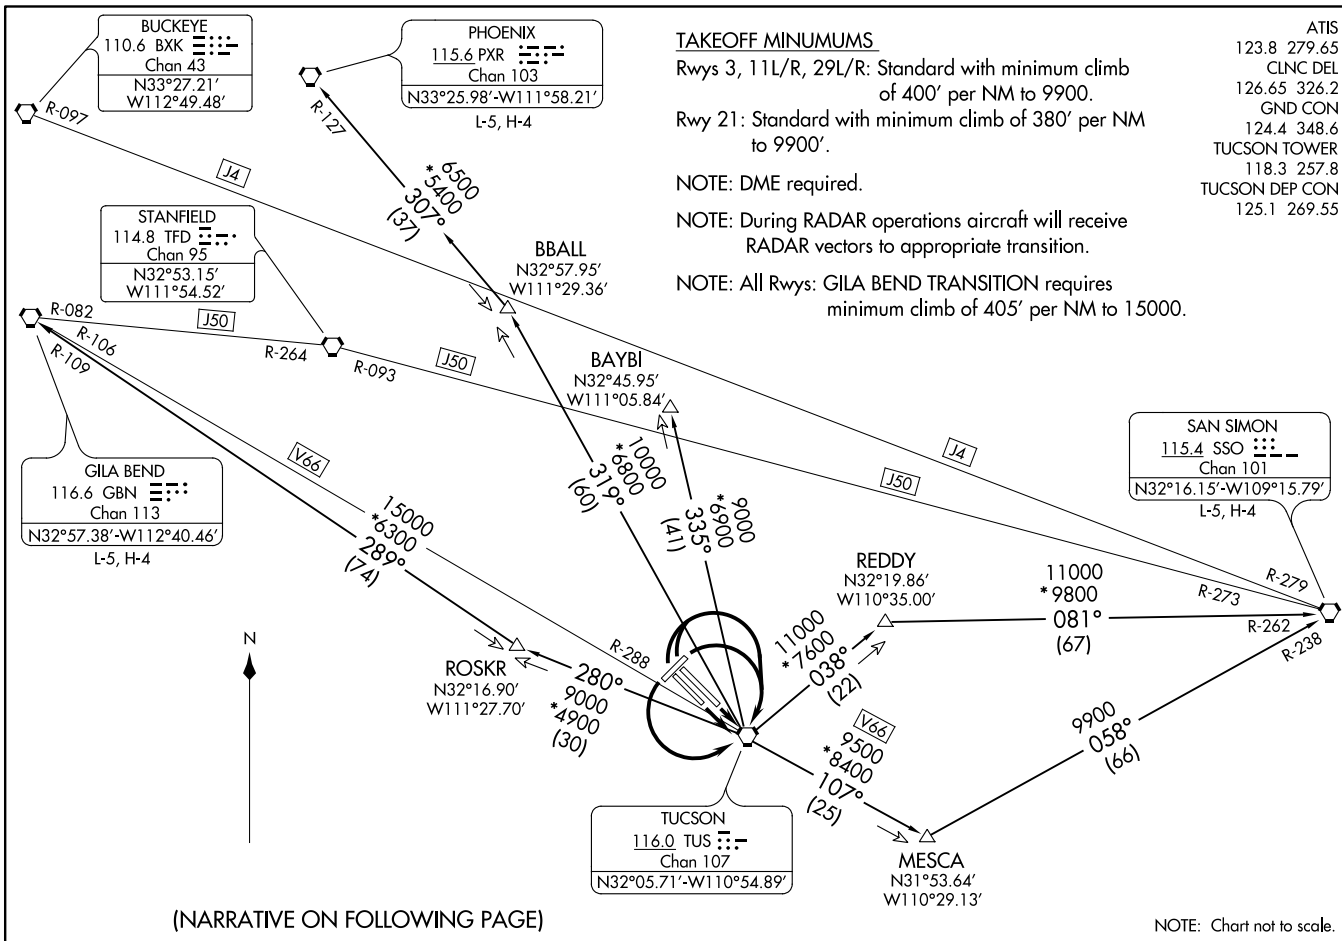 BUCKEYE
110.6 BXK
Chan 43
N33°27.21'
W112°49.48'
PHOENIX
115.6 PXR
Chan 103
N33°25.98'-W111°58.21'
L-5, H-4
TAKEOFF MINUMUMS
Rwys 3, 11L/R, 29L/R: Standard with minimum climb
of 400' per NM to 9900.
Rwy 21: Standard with minimum climb of 380' per NM
to 9900'.
NOTE: DME required.
NOTE: During RADAR operations aircraft will receive
RADAR vectors to appropriate transition.
NOTE: All Rwys: GILA BEND TRANSITION requires
minimum climb of 405' per NM to 15000.
ATIS
123.8 279.65
CLNC DEL
126.65 326.2
GND CON
124.4 348.6
TUCSON TOWER
118.3 257.8
TUCSON DEP CON
125.1 269.55
R-097
R-127
J4
6500
*5400
307°
(37)
STANFIELD
114.8 TFD
Chan 95
N32°53.15'
W111°54.52'
BBALL
N32°57.95'
W111°29.36'
R-082
J50
R-106
R-109
R-264
R-093
J50
BAYBI
N32°45.95'
W111°05.84'
GILA BEND
116.6 GBN
Chan 113
N32°57.38'-W112°40.46'
L-5, H-4
V66
15000
*6300
289°
(74)
10000
*6800
319°
(60)
9000
*6900
335°
(41)
J4
J50
SAN SIMON
115.4 SSO
Chan 101
N32°16.15'-W109°15.79'
L-5, H-4
REDDY
N32°19.86'
W110°35.00'
11000
*9800
081°
(67)
R-279
R-273
R-262
R-238
N
ROSKR
N32°16.90'
W111°27.70'
R-288
280°
9000
*4900
(30)
11000
*7600
038°
(22)
V66
9500
*8400
107°
(25)
9900
058°
(66)
TUCSON
116.0 TUS
Chan 107
N32°05.71'-W110°54.89'
MESCA
N31°53.64'
W110°29.13'
(NARRATIVE ON FOLLOWING PAGE)
NOTE: Chart not to scale.